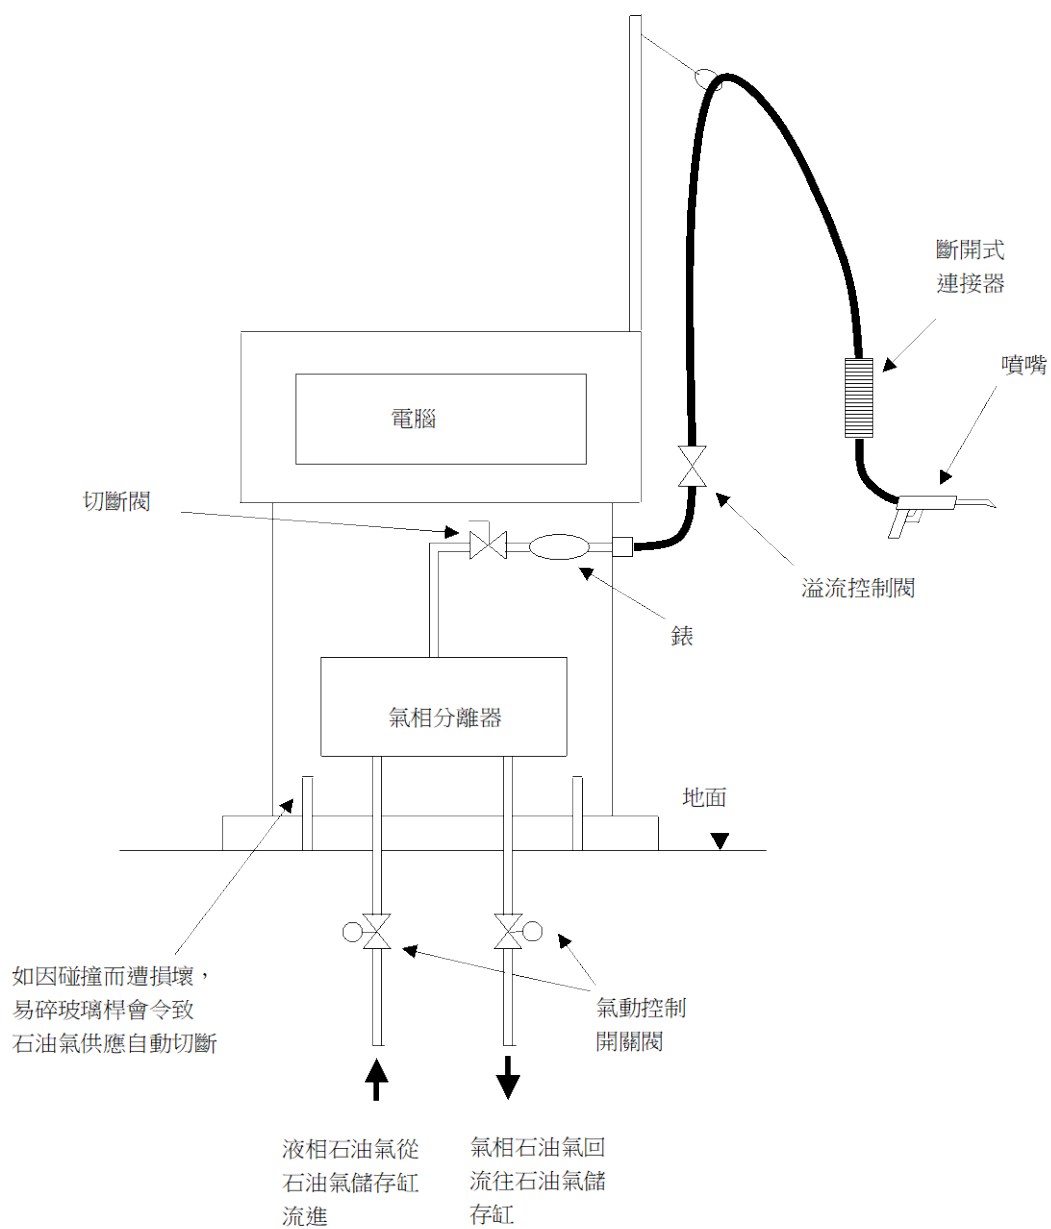 斷開式
連接器
噴嘴
電腦
切斷閥
溢流控制閥
錶
氣相分離器
地面
如因碰撞而遭損壞，
易碎玻璃桿會令致
石油氣供應自動切斷
氣動控制
開關閥
液相石油氣從
石油氣儲存缸
流進
氣相石油氣回
流往石油氣儲
存缸